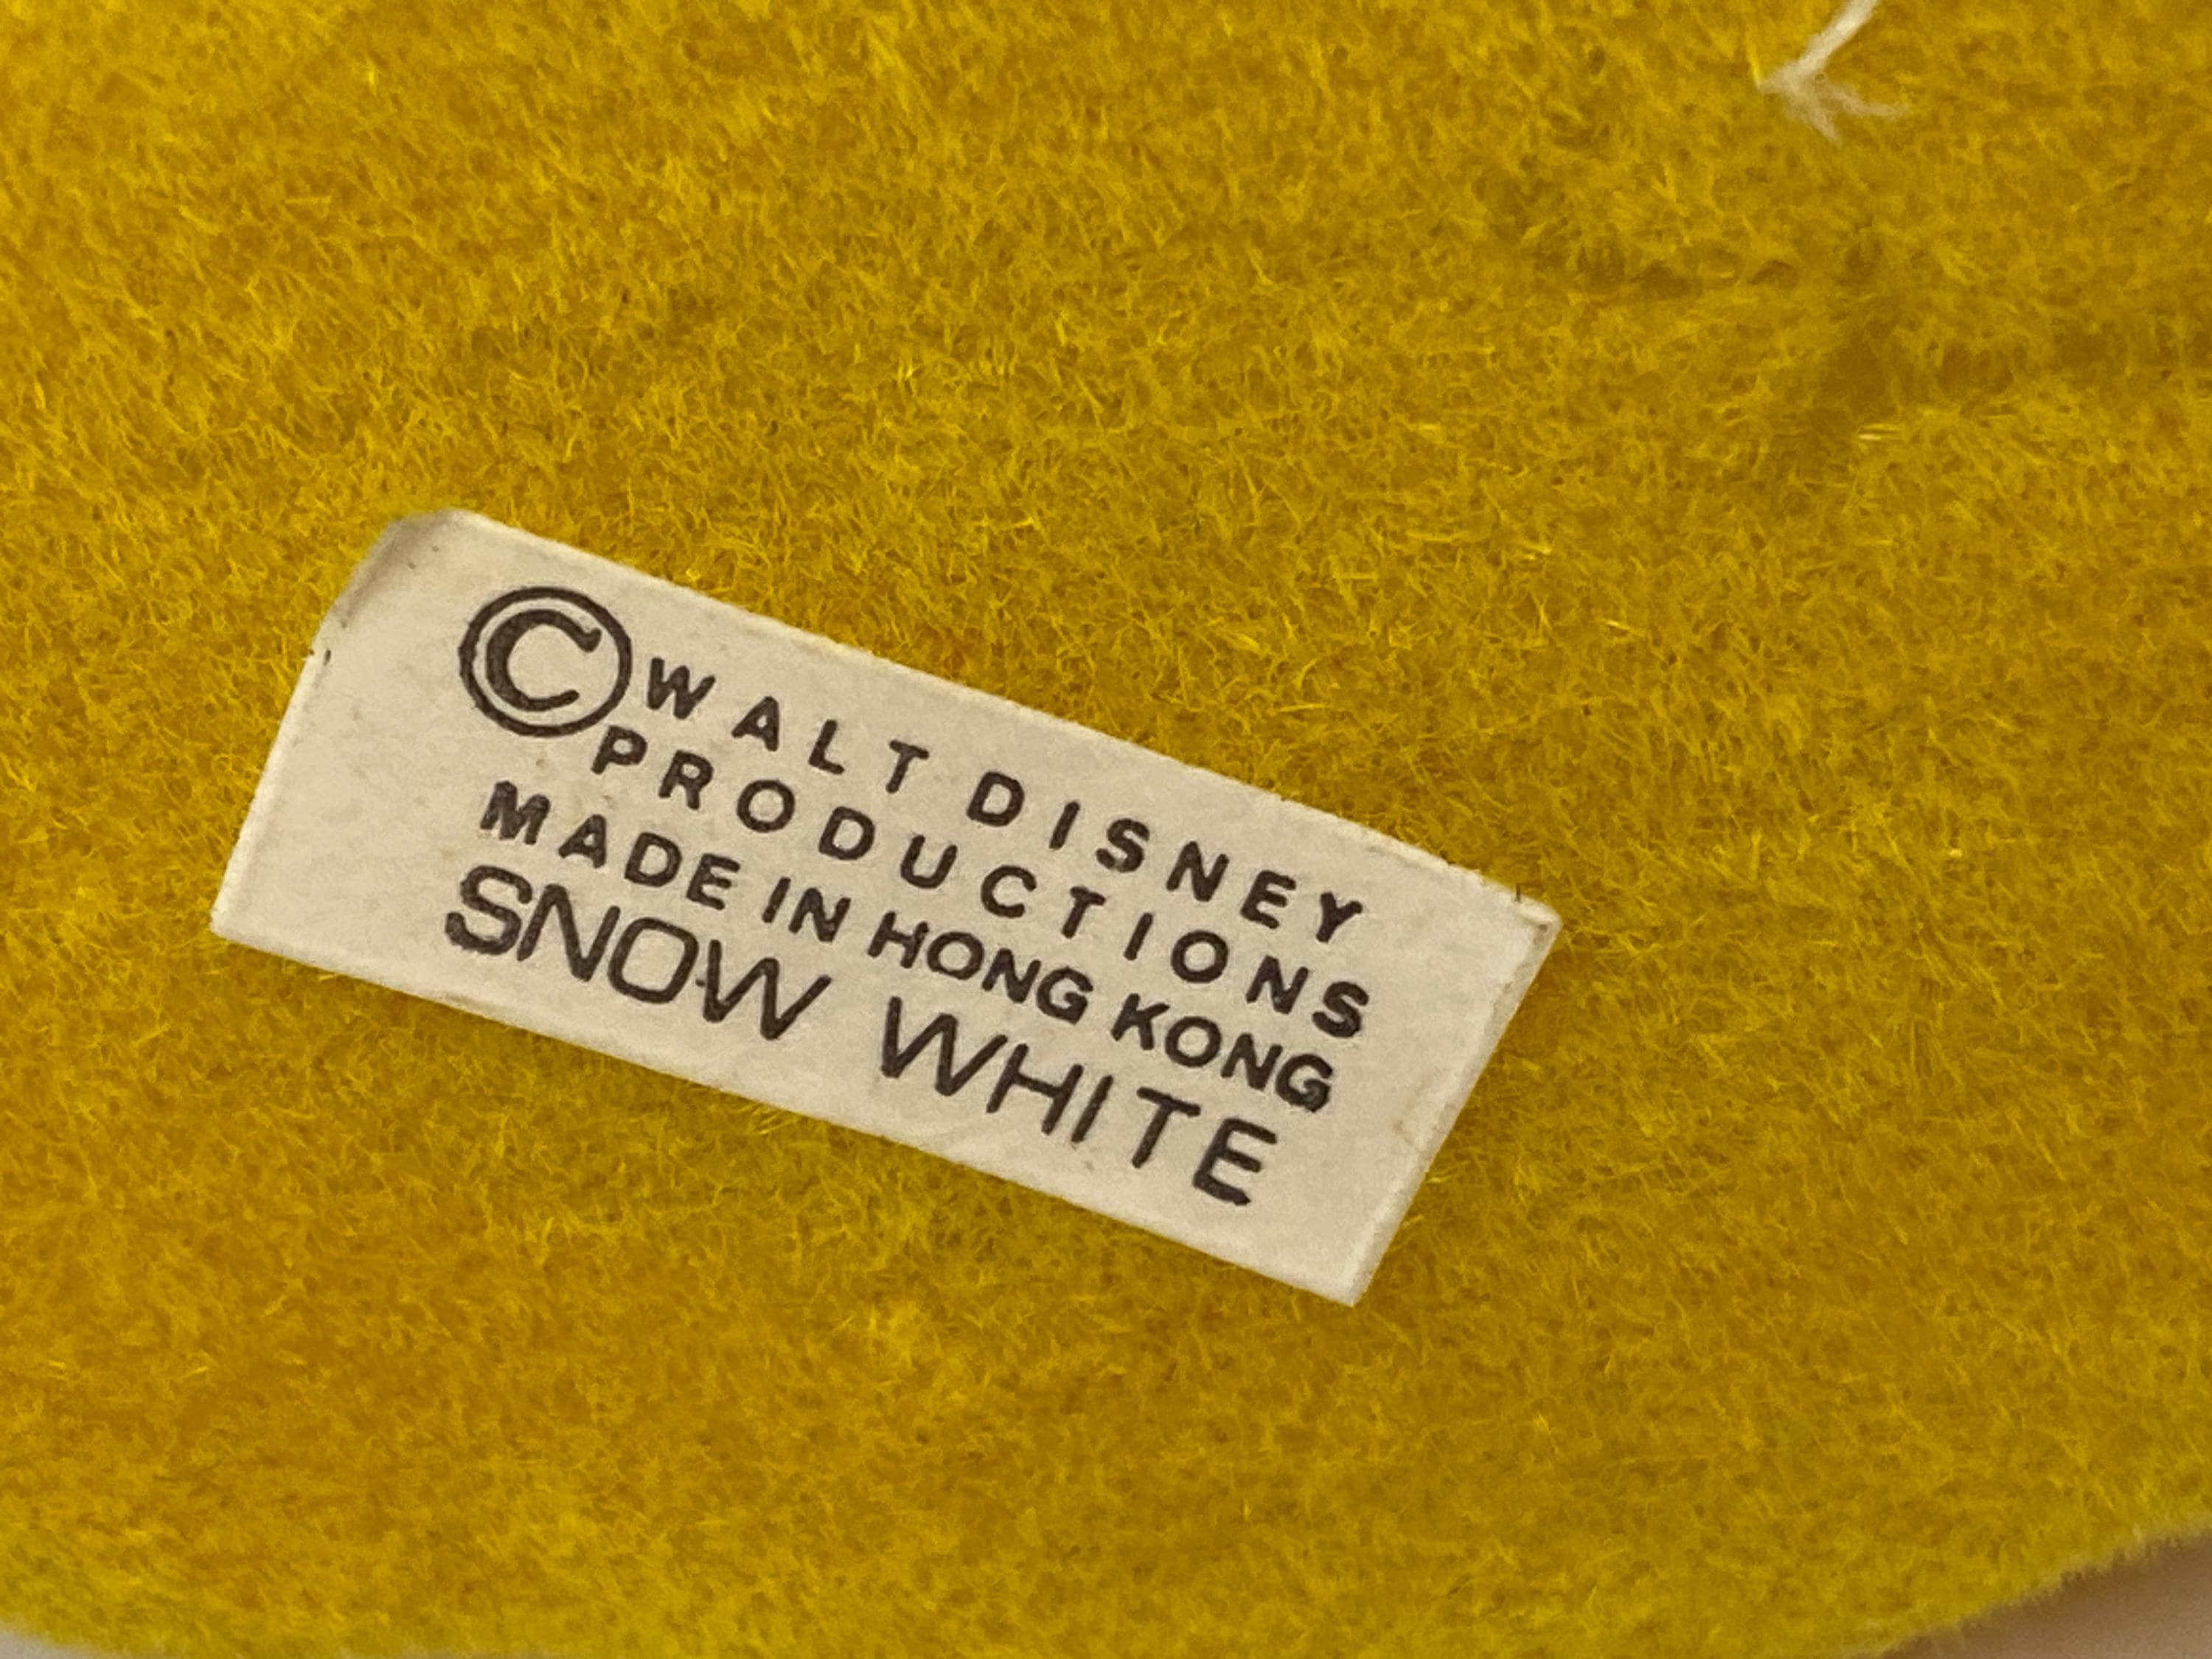 © WALT DISNEY
PRODUCTIONS
MADE IN HONG KONG
SNOW WHITE